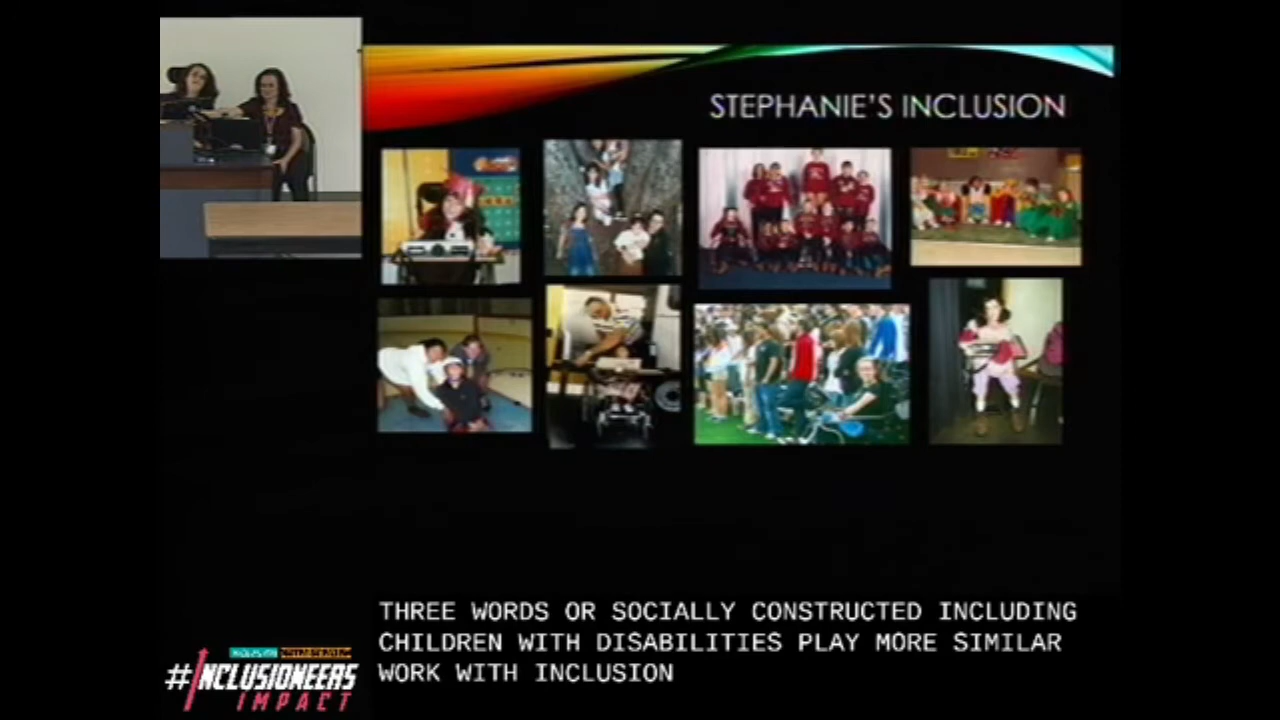 STEPHANIE'S INCLUSION
THREE WORDS OR SOCIALLY CONSTRUCTED INCLUDING
CHILDREN WITH DISABILITIES PLAY MORE SIMILAR
WORK WITH INCLUSION
#INCLUSIONEERS
IMPACT